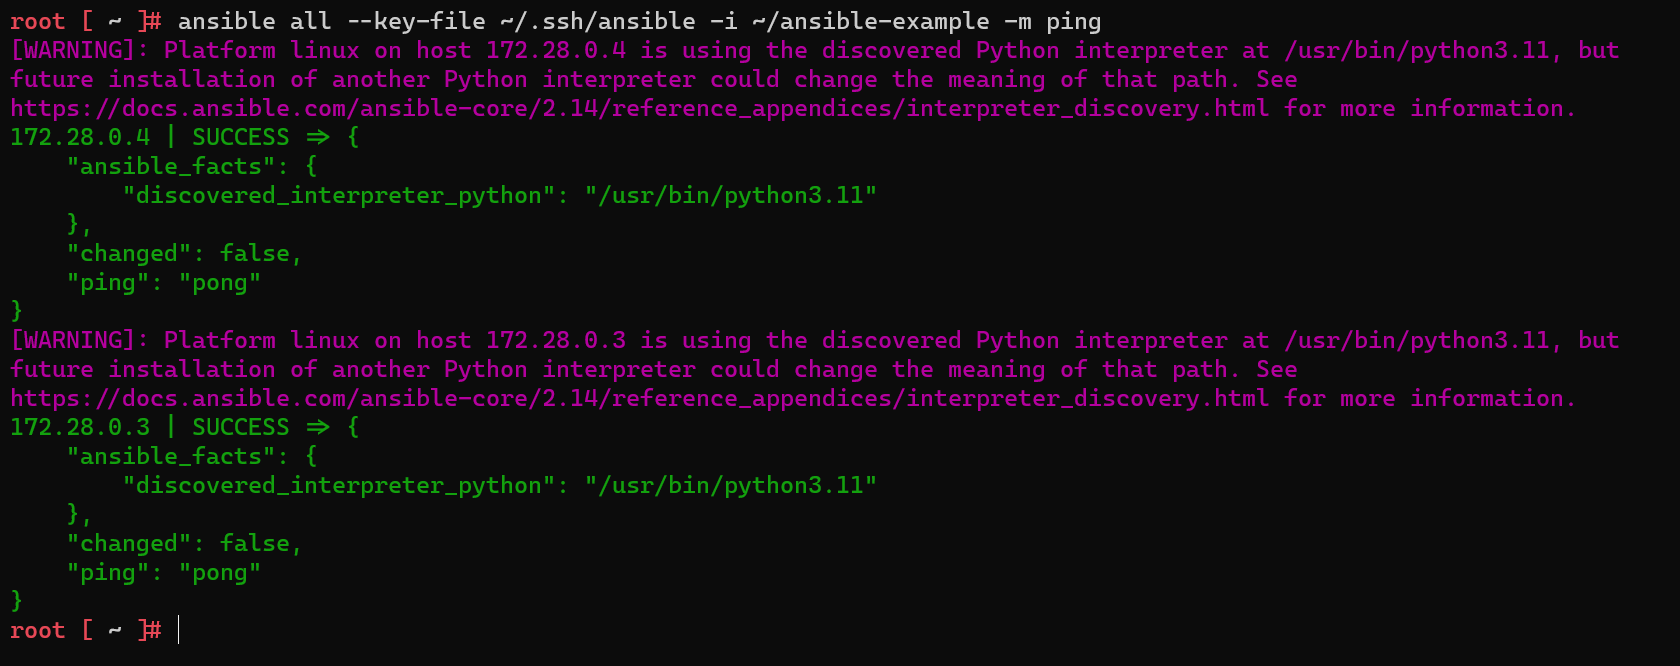 root [ ~ ]# ansible all --key-file ~/.ssh/ansible -i ~/ansible-example -m ping
[WARNING]: Platform linux on host 172.28.0.4 is using the discovered Python interpreter at /usr/bin/python3.11, but
future installation of another Python interpreter could change the meaning of that path. See
https://docs.ansible.com/ansible-core/2.14/reference_appendices/interpreter_discovery.html for more information.
172.28.0.4 | SUCCESS => {
    "ansible_facts": {
        "discovered_interpreter_python": "/usr/bin/python3.11"
    },
    "changed": false,
    "ping": "pong"
}
[WARNING]: Platform linux on host 172.28.0.3 is using the discovered Python interpreter at /usr/bin/python3.11, but
future installation of another Python interpreter could change the meaning of that path. See
https://docs.ansible.com/ansible-core/2.14/reference_appendices/interpreter_discovery.html for more information.
172.28.0.3 | SUCCESS => {
    "ansible_facts": {
        "discovered_interpreter_python": "/usr/bin/python3.11"
    },
    "changed": false,
    "ping": "pong"
}
root [ ~ ]#